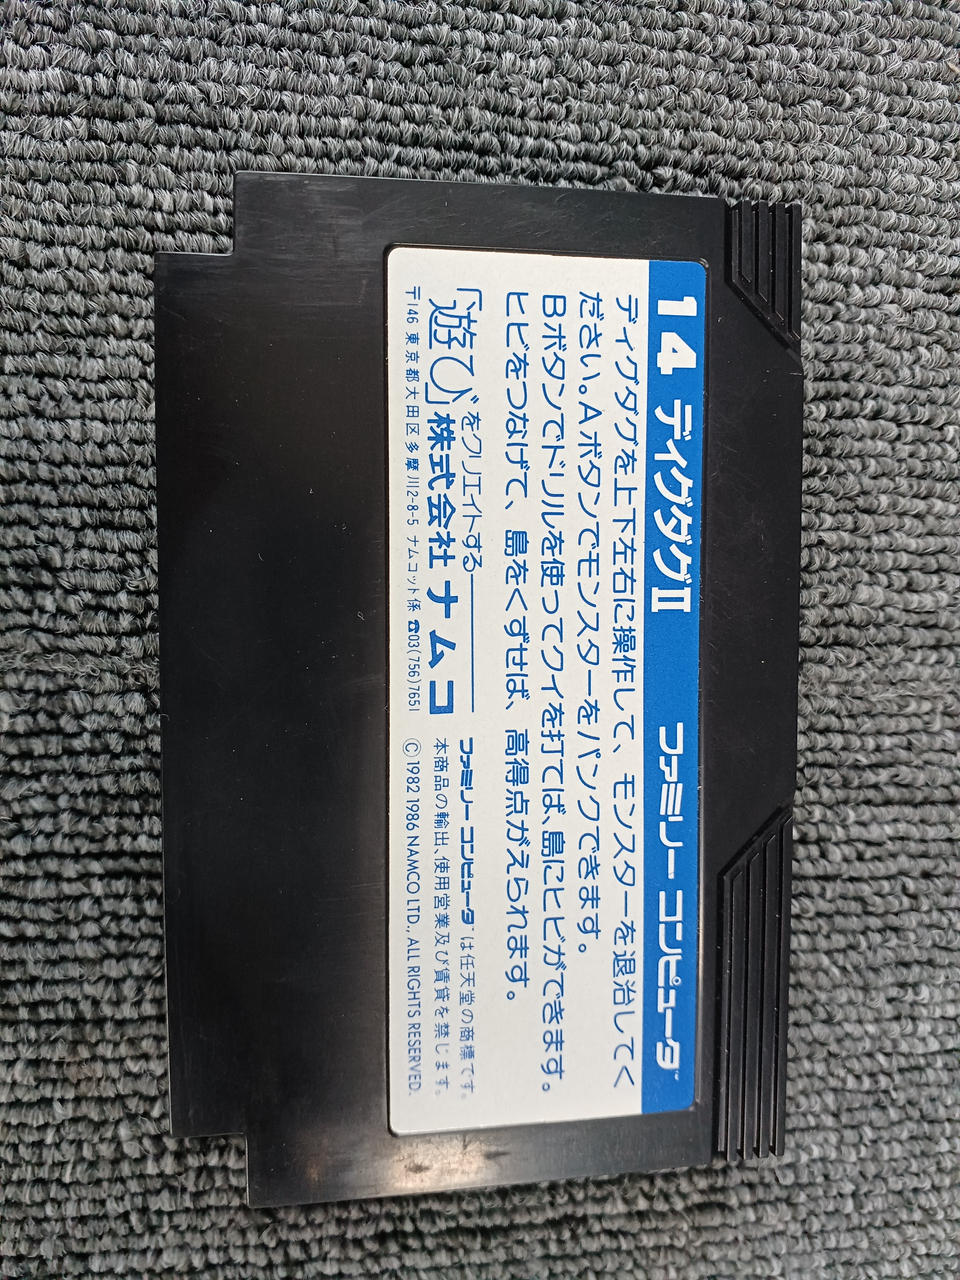 14 ディグダグII ファミリー コンピュータ™
ディグダグを上下左右に操作して、モンスターを退治してく
ださい。Aボタンでモンスターをパンクできます。
Bボタンでドリルを使ってクイを打てば、島にヒビができます。
ヒビをつなげて、島をくずせば、高得点がえられます。
「遊び」をクリエイトする——
株式会社ナムコ
〒146 東京都大田区多摩川2-8-5 ナムコット係 ☎03(756)7651
ファミリー コンピュータ™は任天堂の商標です。
本商品の輸出、使用営業及び賃貸を禁じます。
©1982 1986 NAMCO LTD., ALL RIGHTS RESERVED.